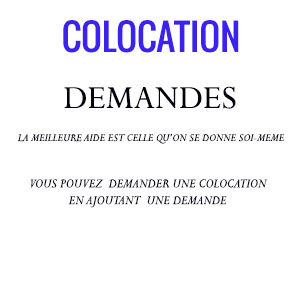 COLOCATION
DEMANDES
LA MEILLEURE AIDE EST CELLE QU'ON SE DONNE SOI-MEME
VOUS POUVEZ DEMANDER UNE COLOCATION
EN AJOUTANT UNE DEMANDE